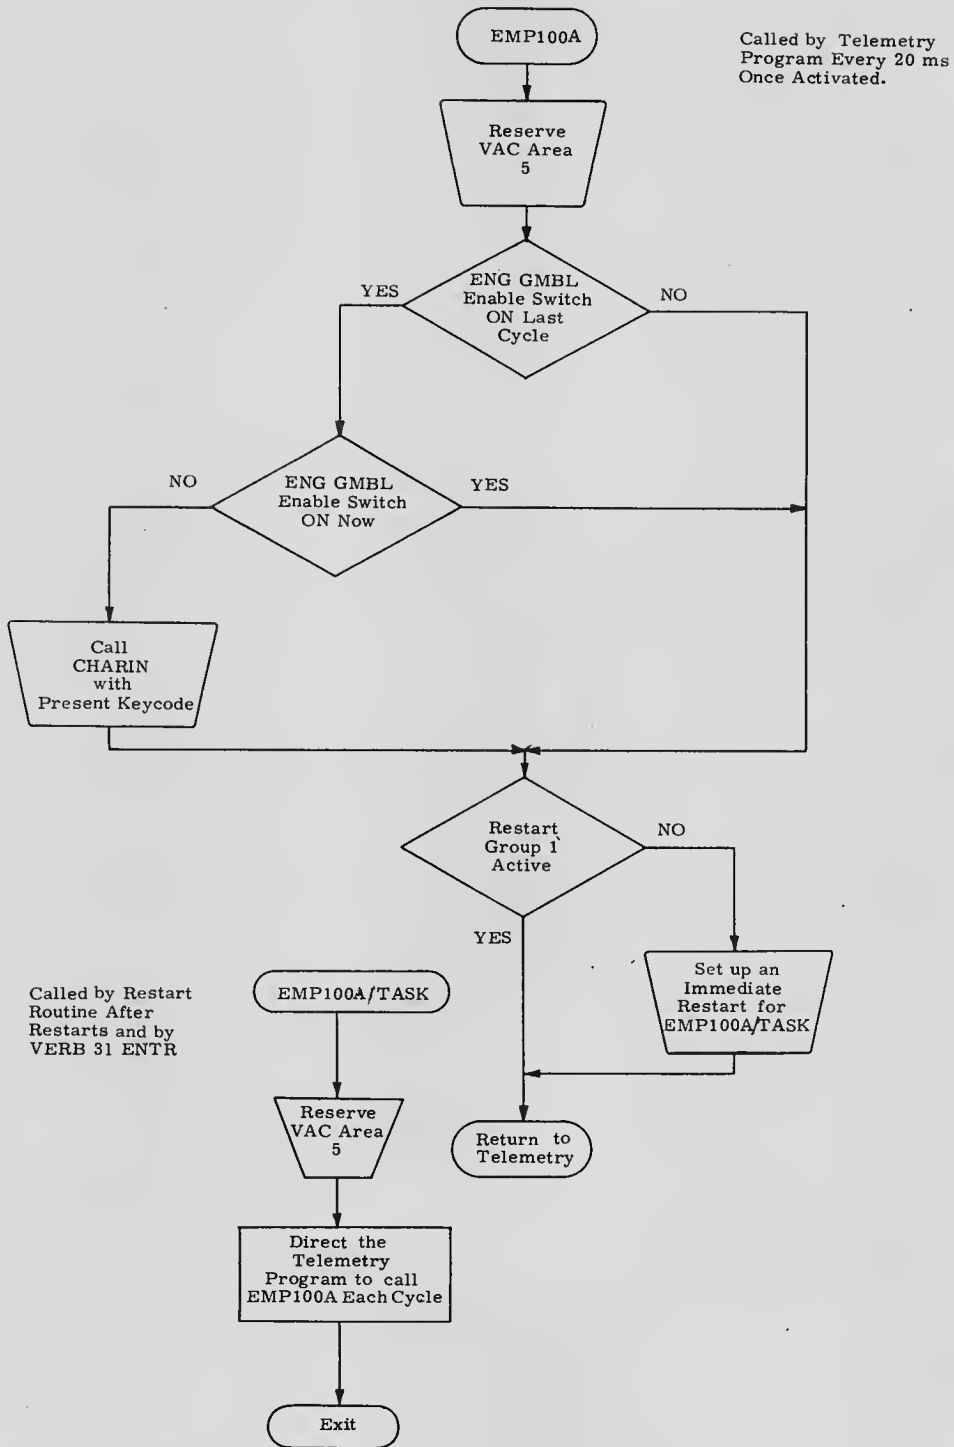 EMP100A
Called by Telemetry
Program Every 20 ms
Once Activated.
Reserve
VAC Area
5
ENG GMBL
Enable Switch
ON Last
Cycle
YES
NO
ENG GMBL
Enable Switch
ON Now
NO
YES
Call
CHARIN
with
Present Keycode
Restart
Group 1
Active
NO
YES
Set up an
Immediate
Restart for
EMP100A/TASK
Return to
Telemetry
Called by Restart
Routine After
Restarts and by
VERB 31 ENTR
EMP100A/TASK
Reserve
VAC Area
5
Direct the
Telemetry
Program to call
EMP100A Each Cycle
Exit